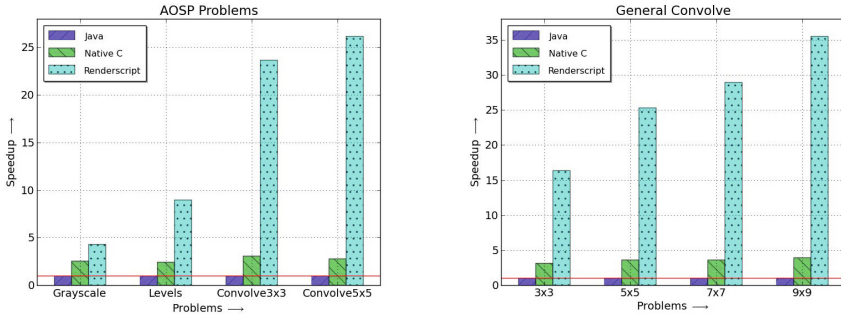 AOSP Problems
Java
Native C
Renderscript
25
20
15
10
5
0
Speedup →
Grayscale Levels Convolve3x3 Convolve5x5
Problems →
General Convolve
Java
Native C
Renderscript
35
30
25
20
15
10
5
0
Speedup →
3x3 5x5 7x7 9x9
Problems →